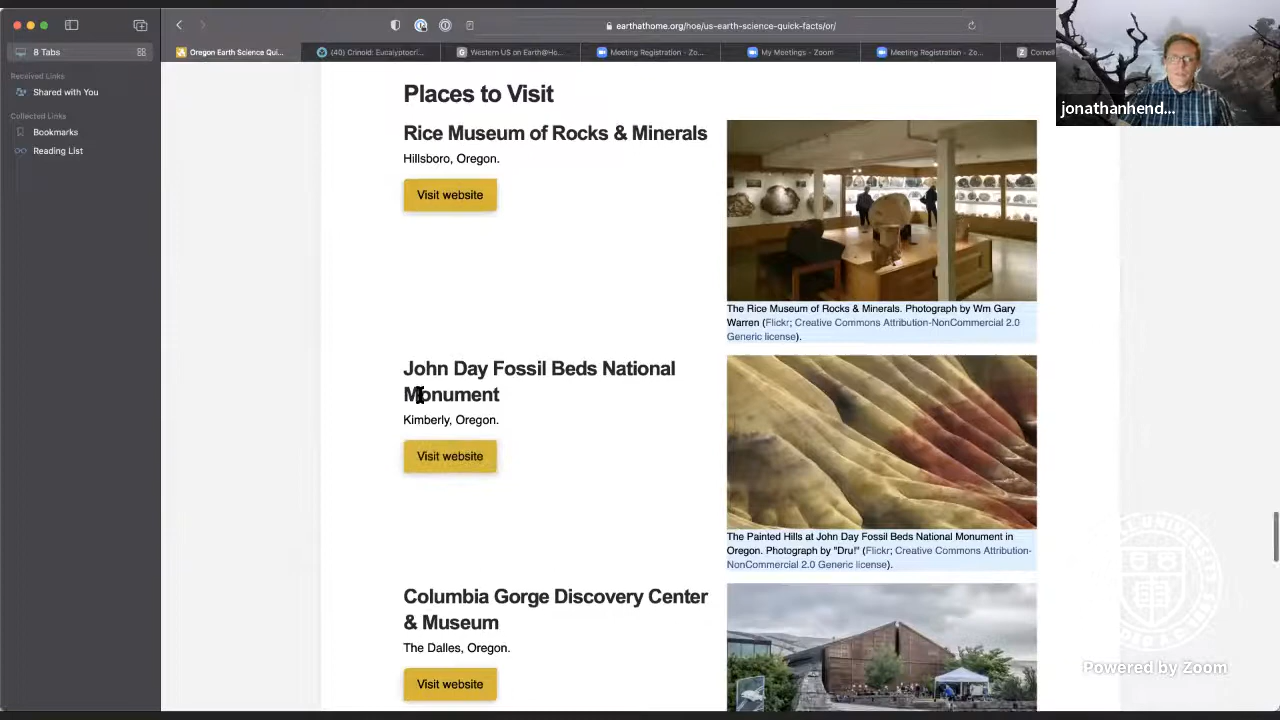 earthathome.org/hoe/us-earth-science-quick-facts/or/
8 Tabs
Oregon Earth Science Qui...
(40) Crinoid: Eucalyptocri...
Western US on Earth@Ho...
Meeting Registration - Zo...
My Meetings - Zoom
Meeting Registration - Zo...
Cornell
Received Links
Shared with You
Collected Links
Bookmarks
Reading List
jonathanhend...
Places to Visit
Rice Museum of Rocks & Minerals
Hillsboro, Oregon.
Visit website
The Rice Museum of Rocks & Minerals. Photograph by Wm Gary
Warren (Flickr; Creative Commons Attribution-NonCommercial 2.0
Generic license).
John Day Fossil Beds National
Monument
Kimberly, Oregon.
Visit website
The Painted Hills at John Day Fossil Beds National Monument in
Oregon. Photograph by "Dru!" (Flickr; Creative Commons Attribution-
NonCommercial 2.0 Generic license).
Columbia Gorge Discovery Center
& Museum
The Dalles, Oregon.
Visit website
Powered by Zoom